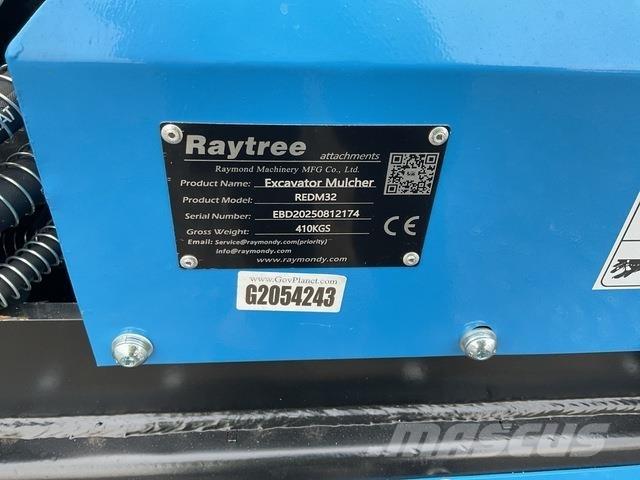 Raytree attachments
Raymond Machinery MFG Co., Ltd.
Product Name: Excavator Mulcher
Product Model: REDM32
Serial Number: EBD20250812174
Gross Weight: 410KGS
Email: Service@raymondy.com(priority)
info@raymondy.com
www.raymondy.com
CE
www.GovPlanet.com
G2054243
MASCUS